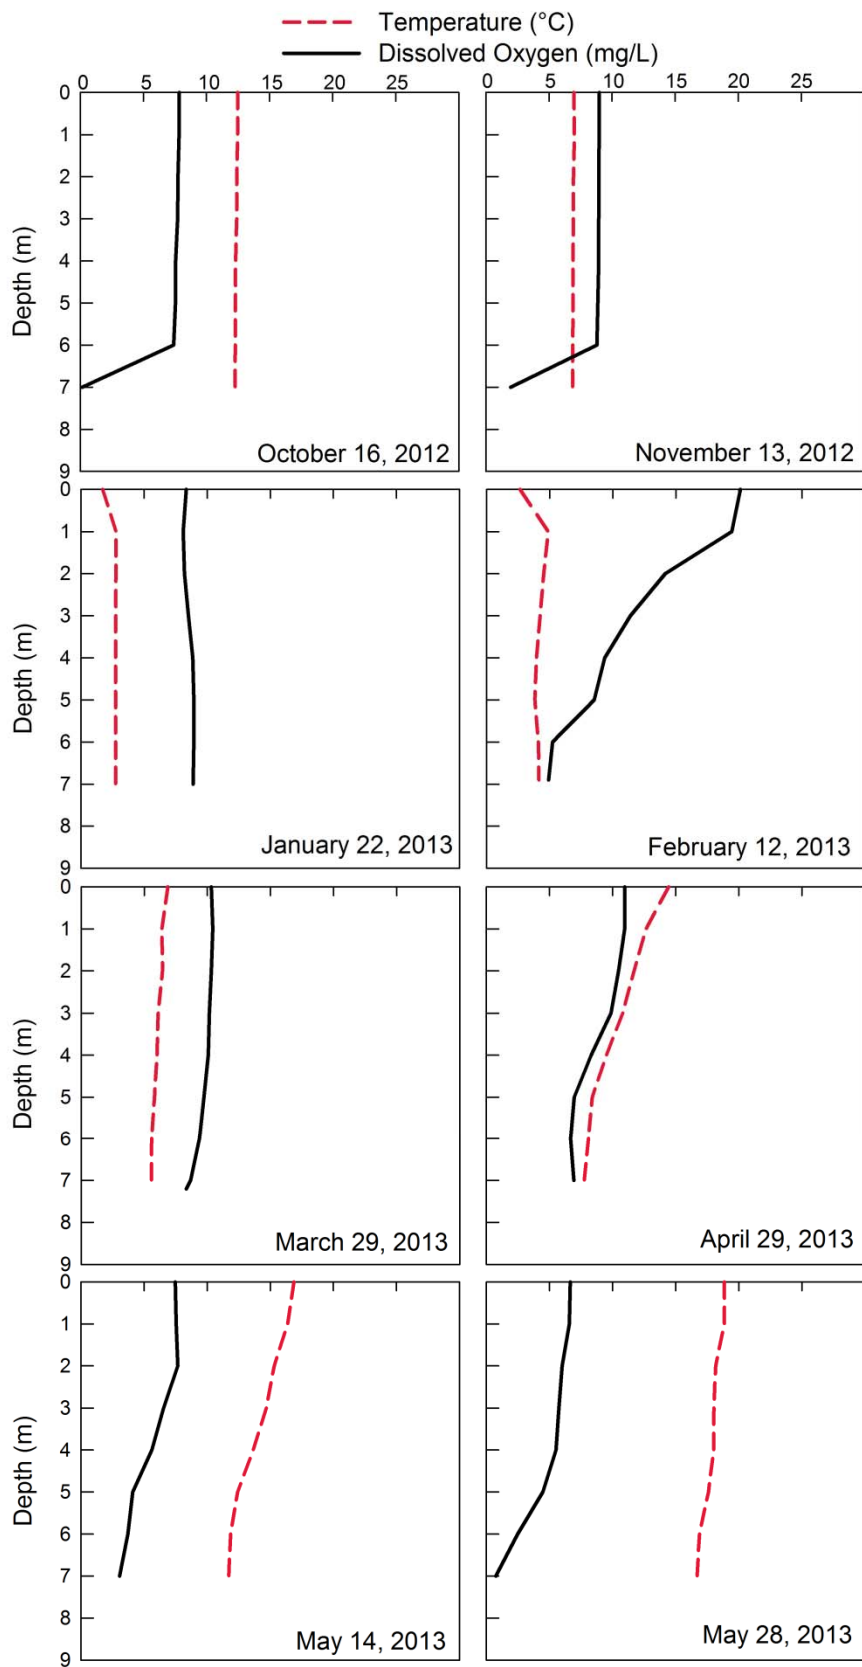 Temperature (°C)
Dissolved Oxygen (mg/L)
0 5 10 15 20 25
0 5 10 15 20 25
Depth (m)
0
1
2
3
4
5
6
7
8
9
October 16, 2012
November 13, 2012
Depth (m)
0
1
2
3
4
5
6
7
8
9
January 22, 2013
February 12, 2013
Depth (m)
0
1
2
3
4
5
6
7
8
9
March 29, 2013
April 29, 2013
Depth (m)
0
1
2
3
4
5
6
7
8
9
May 14, 2013
May 28, 2013